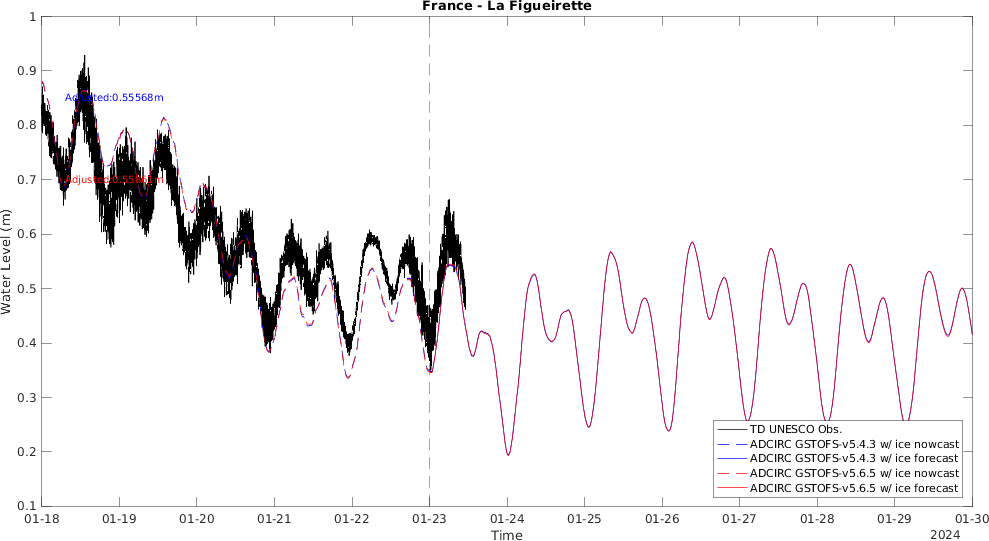 France - La Figueirette
Water Level (m)
1
0.9
0.8
0.7
0.6
0.5
0.4
0.3
0.2
0.1
Adjusted:0.55568m
TD UNESCO Obs.
ADCIRC GSTOFS-v5.4.3 w/ ice nowcast
ADCIRC GSTOFS-v5.4.3 w/ ice forecast
ADCIRC GSTOFS-v5.6.5 w/ ice nowcast
ADCIRC GSTOFS-v5.6.5 w/ ice forecast
01-18 01-19 01-20 01-21 01-22 01-23 01-24 01-25 01-26 01-27 01-28 01-29 01-30
Time
2024